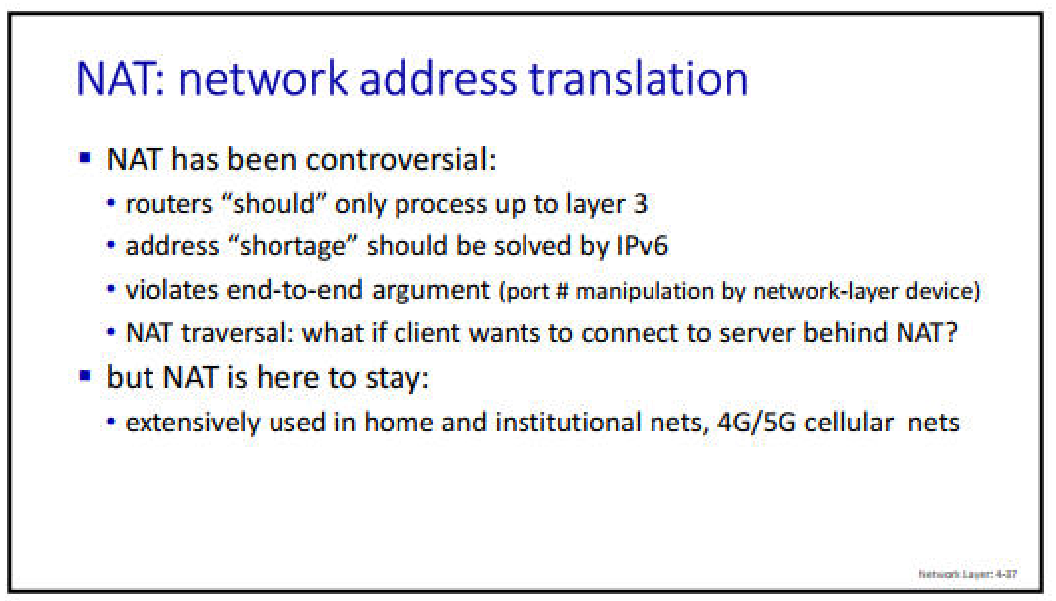 NAT: network address translation
▪ NAT has been controversial:
• routers “should” only process up to layer 3
• address “shortage” should be solved by IPv6
• violates end-to-end argument (port # manipulation by network-layer device)
• NAT traversal: what if client wants to connect to server behind NAT?
▪ but NAT is here to stay:
• extensively used in home and institutional nets, 4G/5G cellular nets
Network Layer: 4-37